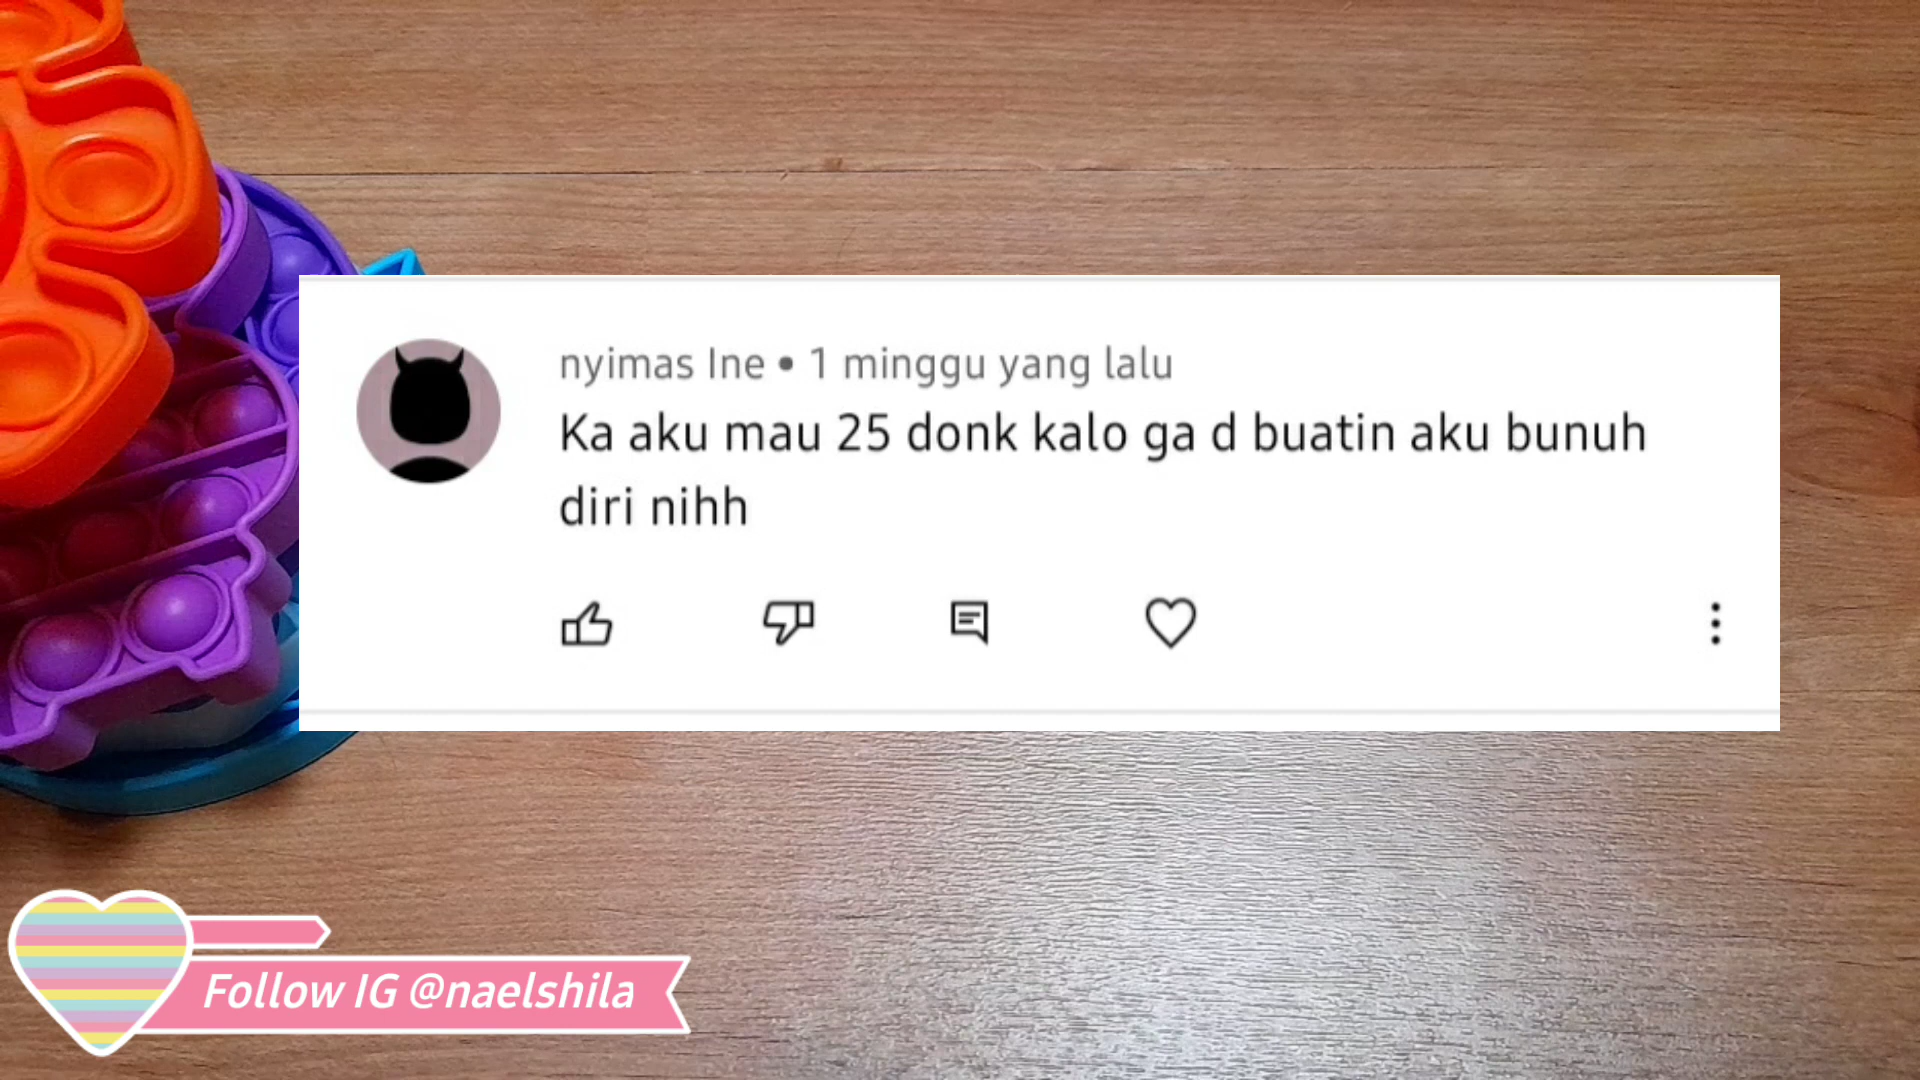 nyimas Ine • 1 minggu yang lalu
Ka aku mau 25 donk kalo ga d buatin aku bunuh
diri nihh
Follow IG @naelshila